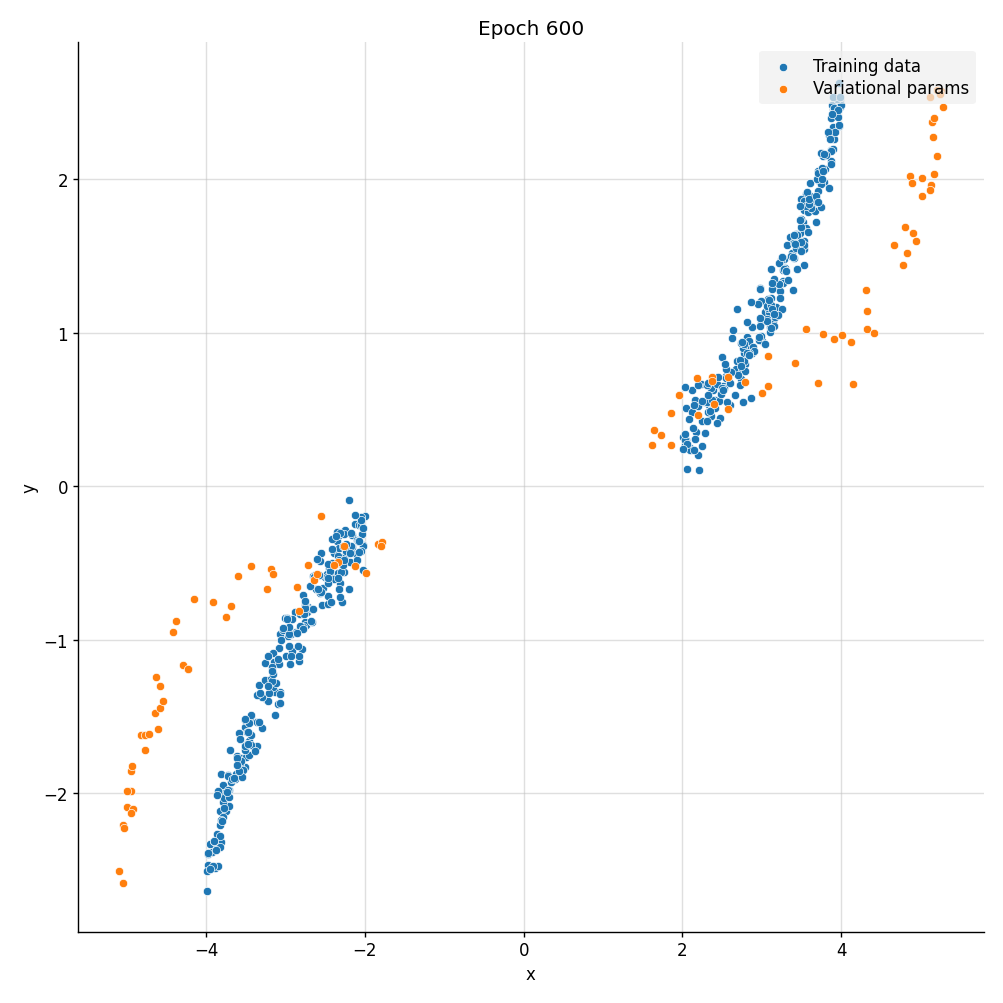 Epoch 600
Training data
Variational params
2
1
0
−1
−2
y
−4 −2 0 2 4
x